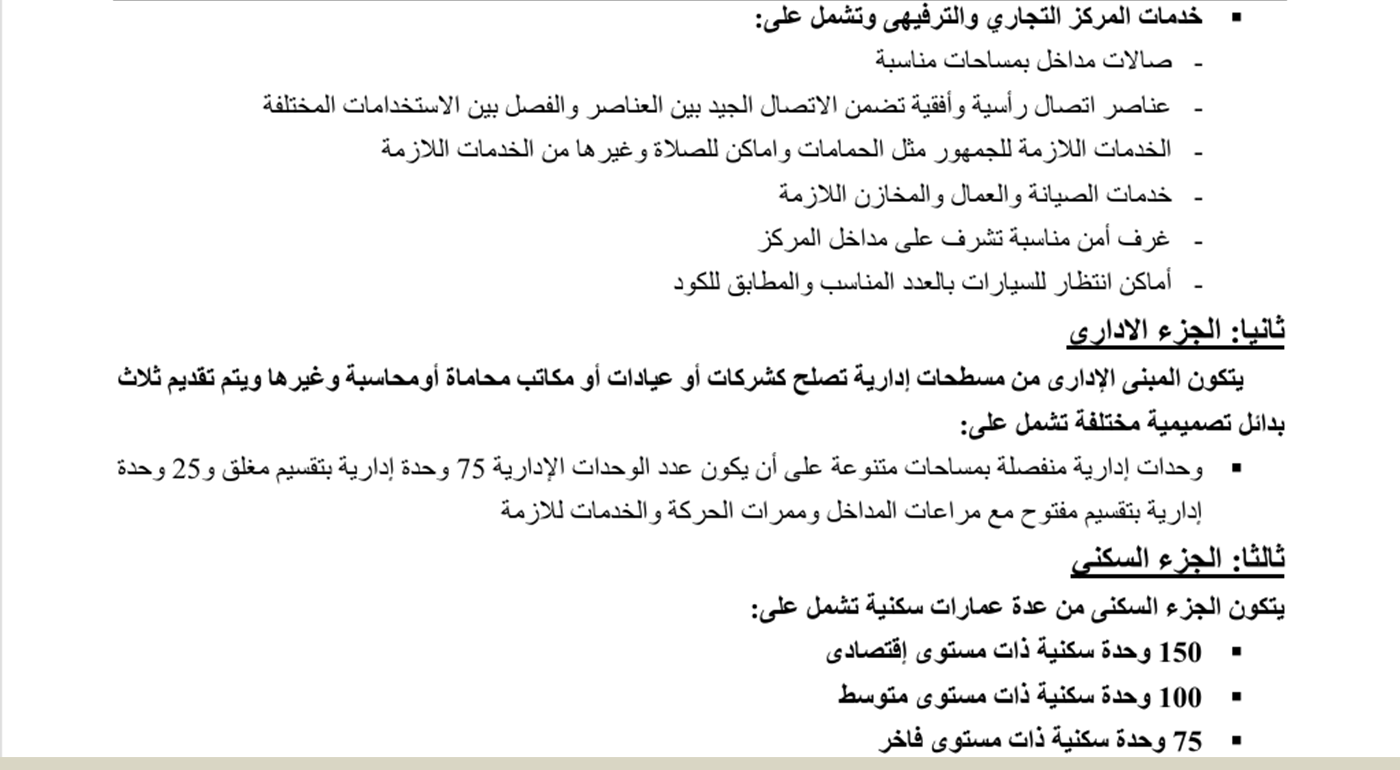 ▪ خدمات المركز التجاري والترفيهى وتشمل على:
- صالات مداخل بمساحات مناسبة
- عناصر اتصال رأسية وأفقية تضمن الاتصال الجيد بين العناصر والفصل بين الاستخدامات المختلفة
- الخدمات اللازمة للجمهور مثل الحمامات واماكن للصلاة وغيرها من الخدمات اللازمة
- خدمات الصيانة والعمال والمخازن اللازمة
- غرف أمن مناسبة تشرف على مداخل المركز
- أماكن انتظار للسيارات بالعدد المناسب والمطابق للكود
ثانيا: الجزء الادارى
يتكون المبنى الإدارى من مسطحات إدارية تصلح كشركات أو عيادات أو مكاتب محاماة أومحاسبة وغيرها ويتم تقديم ثلاث
بدائل تصميمية مختلفة تشمل على:
▪ وحدات إدارية منفصلة بمساحات متنوعة على أن يكون عدد الوحدات الإدارية 75 وحدة إدارية بتقسيم مغلق و25 وحدة
إدارية بتقسيم مفتوح مع مراعات المداخل وممرات الحركة والخدمات للازمة
ثالثا: الجزء السكنى
يتكون الجزء السكنى من عدة عمارات سكنية تشمل على:
▪ 150 وحدة سكنية ذات مستوى إقتصادى
▪ 100 وحدة سكنية ذات مستوى متوسط
▪ 75 وحدة سكنية ذات مستوى فاخر